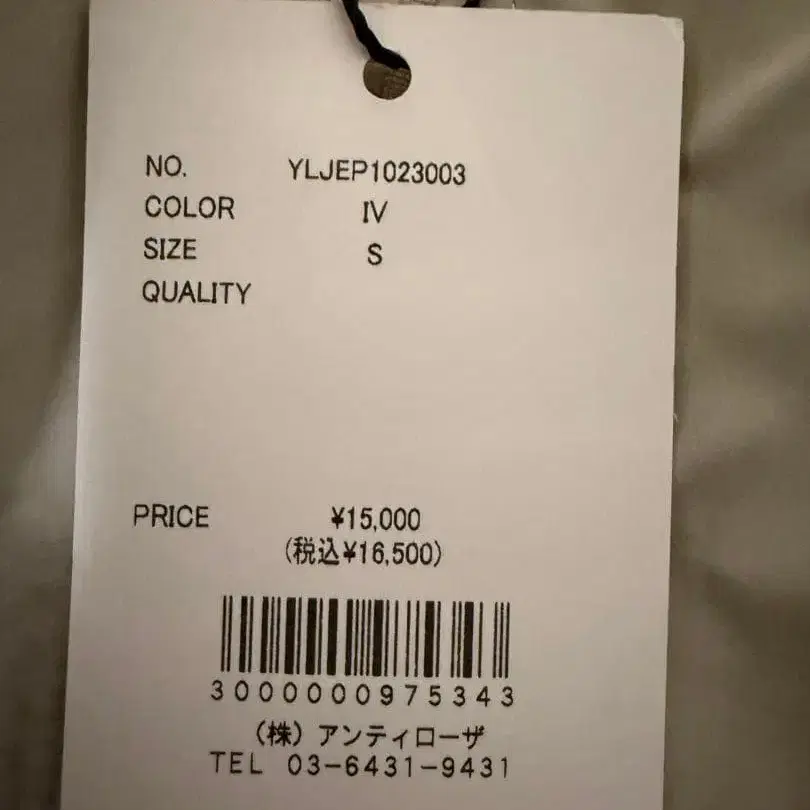 NO. YLJEP1023003
COLOR IV
SIZE S
QUALITY
PRICE ¥15,000
(税込¥16,500)
3000000975343
(株)アンティローザ
TEL 03-6431-9431